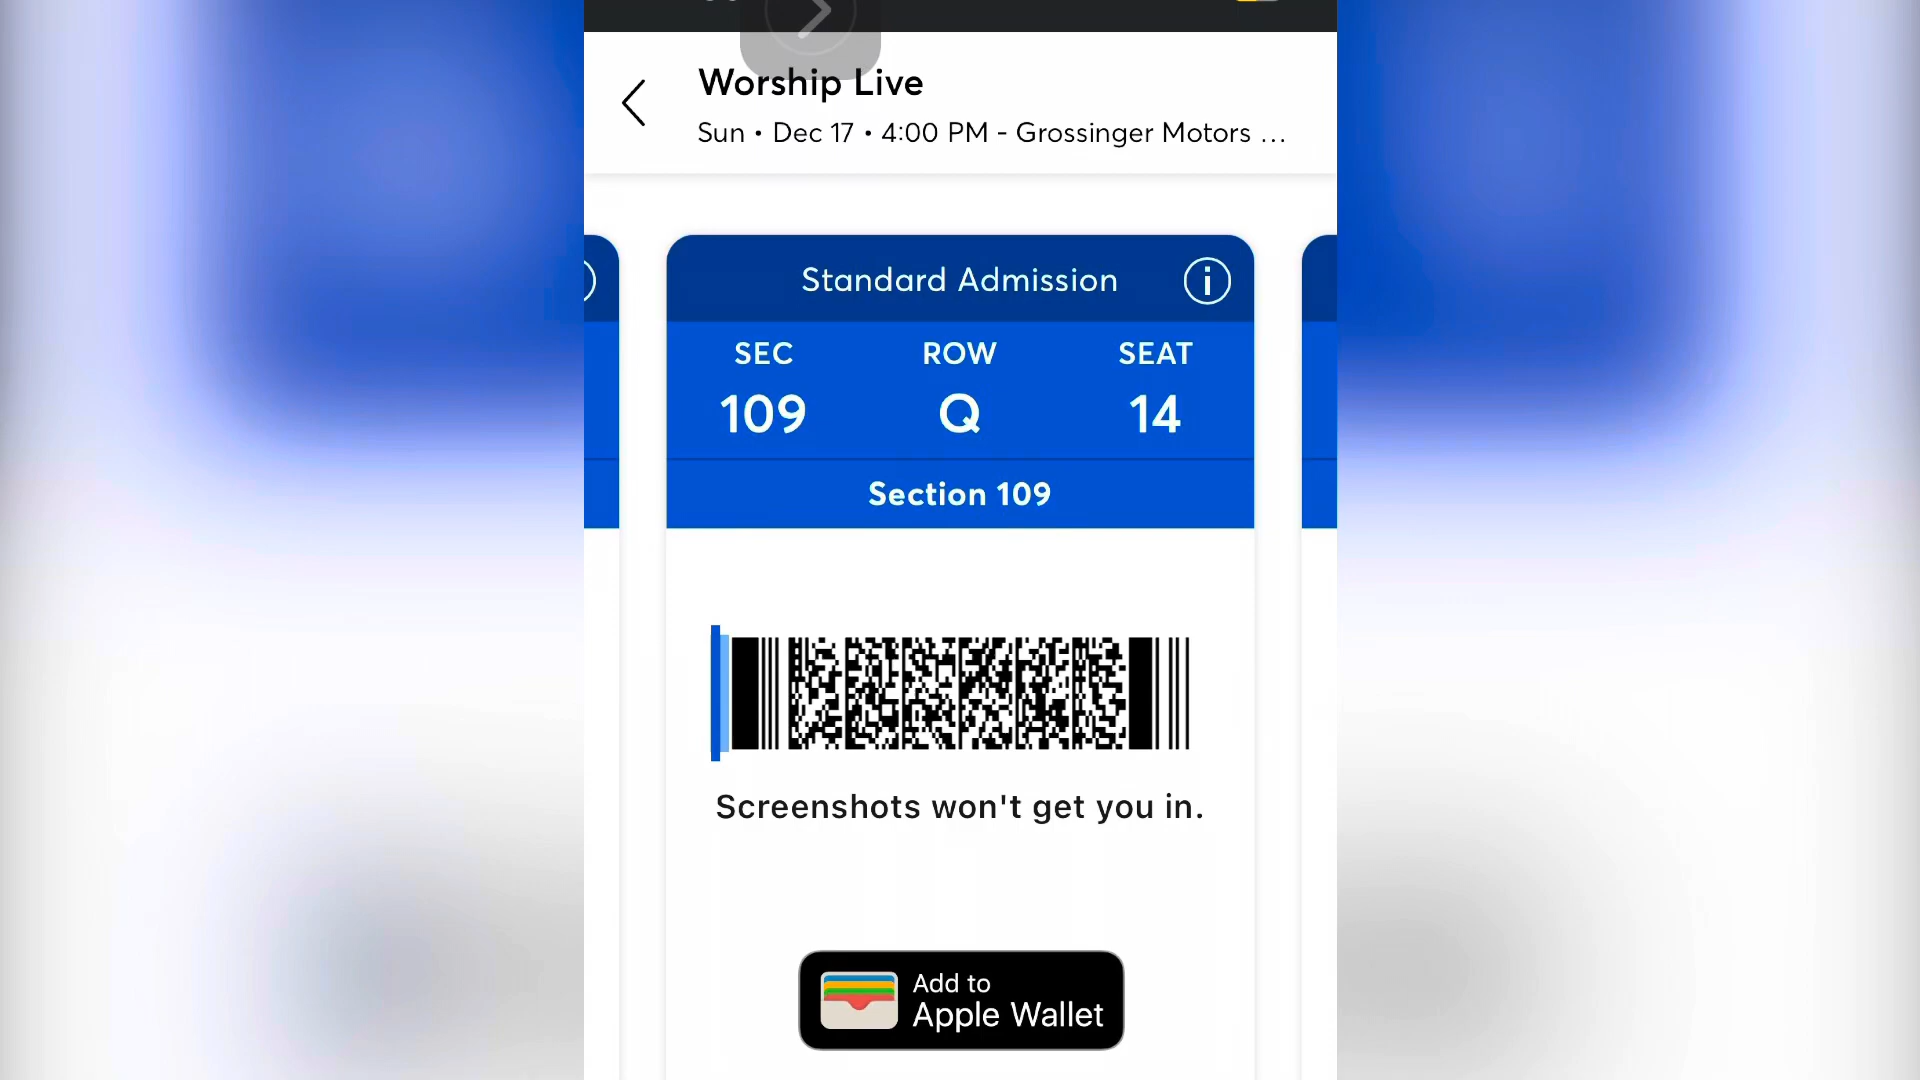 Worship Live
Sun • Dec 17 • 4:00 PM - Grossinger Motors ...
Standard Admission
SEC ROW SEAT
109 Q 14
Section 109
Screenshots won't get you in.
Add to
Apple Wallet